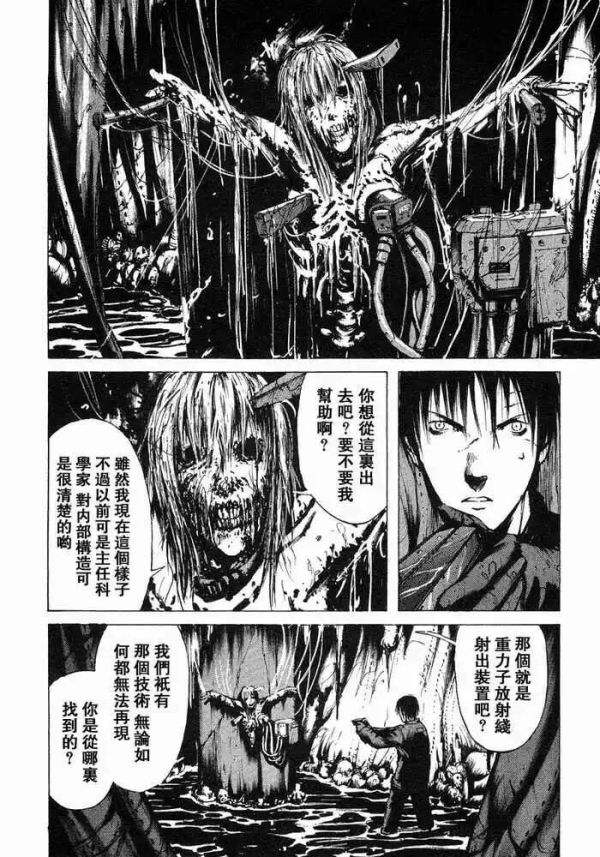 你想從這裏出
去吧？要不要我
幫助啊？
雖然我現在這個樣子
不過以前可是主任科
學家 對内部構造可
是很清楚的喲
那個就是
重力子放射綫
射出裝置吧？
我們衹有
那個技術 無論如
何都無法再現
你是從哪裏
找到的？